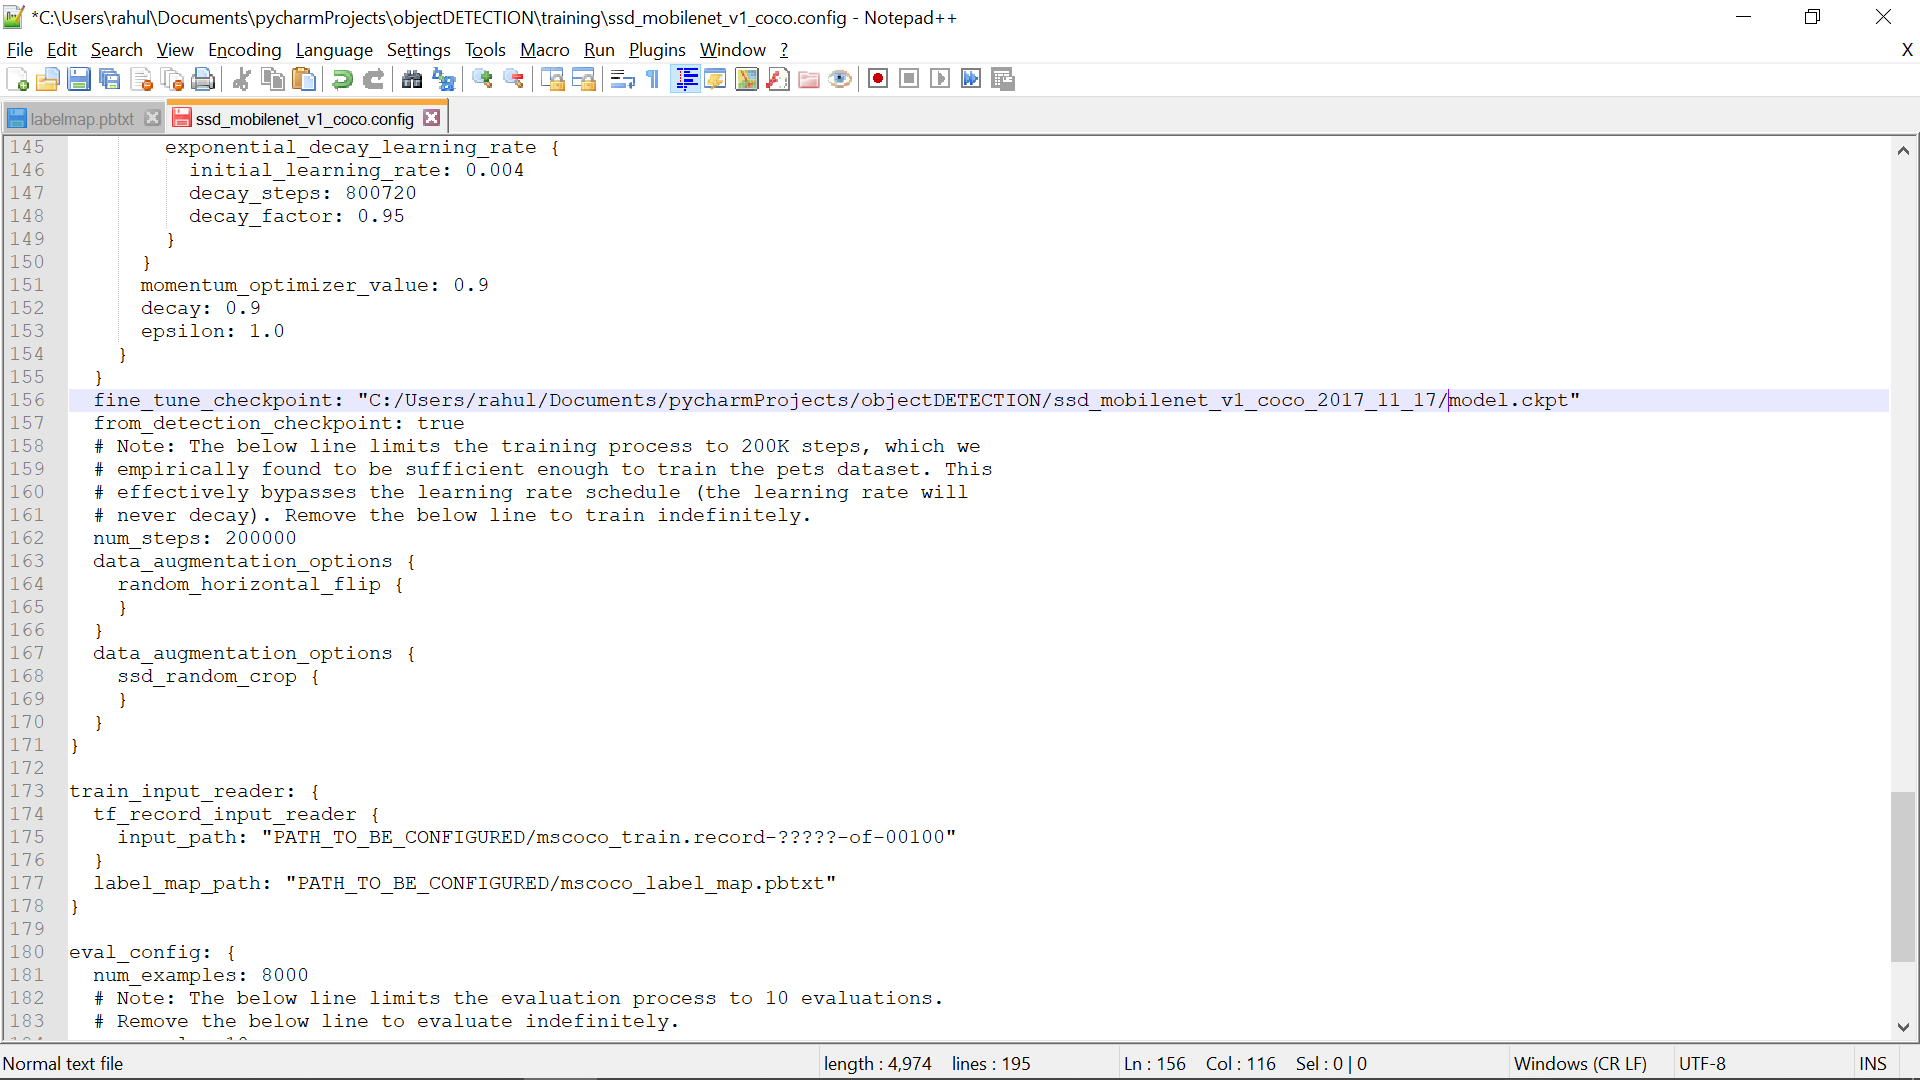 *C:\Users\rahul\Documents\pycharmProjects\objectDETECTION\training\ssd_mobilenet_v1_coco.config - Notepad++
File Edit Search View Encoding Language Settings Tools Macro Run Plugins Window ? X
labelmap.pbtxt ssd_mobilenet_v1_coco.config
145 exponential_decay_learning_rate {
146 initial_learning_rate: 0.004
147 decay_steps: 800720
148 decay_factor: 0.95
149 }
150 }
151 momentum_optimizer_value: 0.9
152 decay: 0.9
153 epsilon: 1.0
154 }
155 }
156 fine_tune_checkpoint: "C:/Users/rahul/Documents/pycharmProjects/objectDETECTION/ssd_mobilenet_v1_coco_2017_11_17/model.ckpt"
157 from_detection_checkpoint: true
158 # Note: The below line limits the training process to 200K steps, which we
159 # empirically found to be sufficient enough to train the pets dataset. This
160 # effectively bypasses the learning rate schedule (the learning rate will
161 # never decay). Remove the below line to train indefinitely.
162 num_steps: 200000
163 data_augmentation_options {
164 random_horizontal_flip {
165 }
166 }
167 data_augmentation_options {
168 ssd_random_crop {
169 }
170 }
171 }
172
173 train_input_reader: {
174 tf_record_input_reader {
175 input_path: "PATH_TO_BE_CONFIGURED/mscoco_train.record-?????-of-00100"
176 }
177 label_map_path: "PATH_TO_BE_CONFIGURED/mscoco_label_map.pbtxt"
178 }
179
180 eval_config: {
181 num_examples: 8000
182 # Note: The below line limits the evaluation process to 10 evaluations.
183 # Remove the below line to evaluate indefinitely.
Normal text file length : 4,974 lines : 195 Ln : 156 Col : 116 Sel : 0 | 0 Windows (CR LF) UTF-8 INS